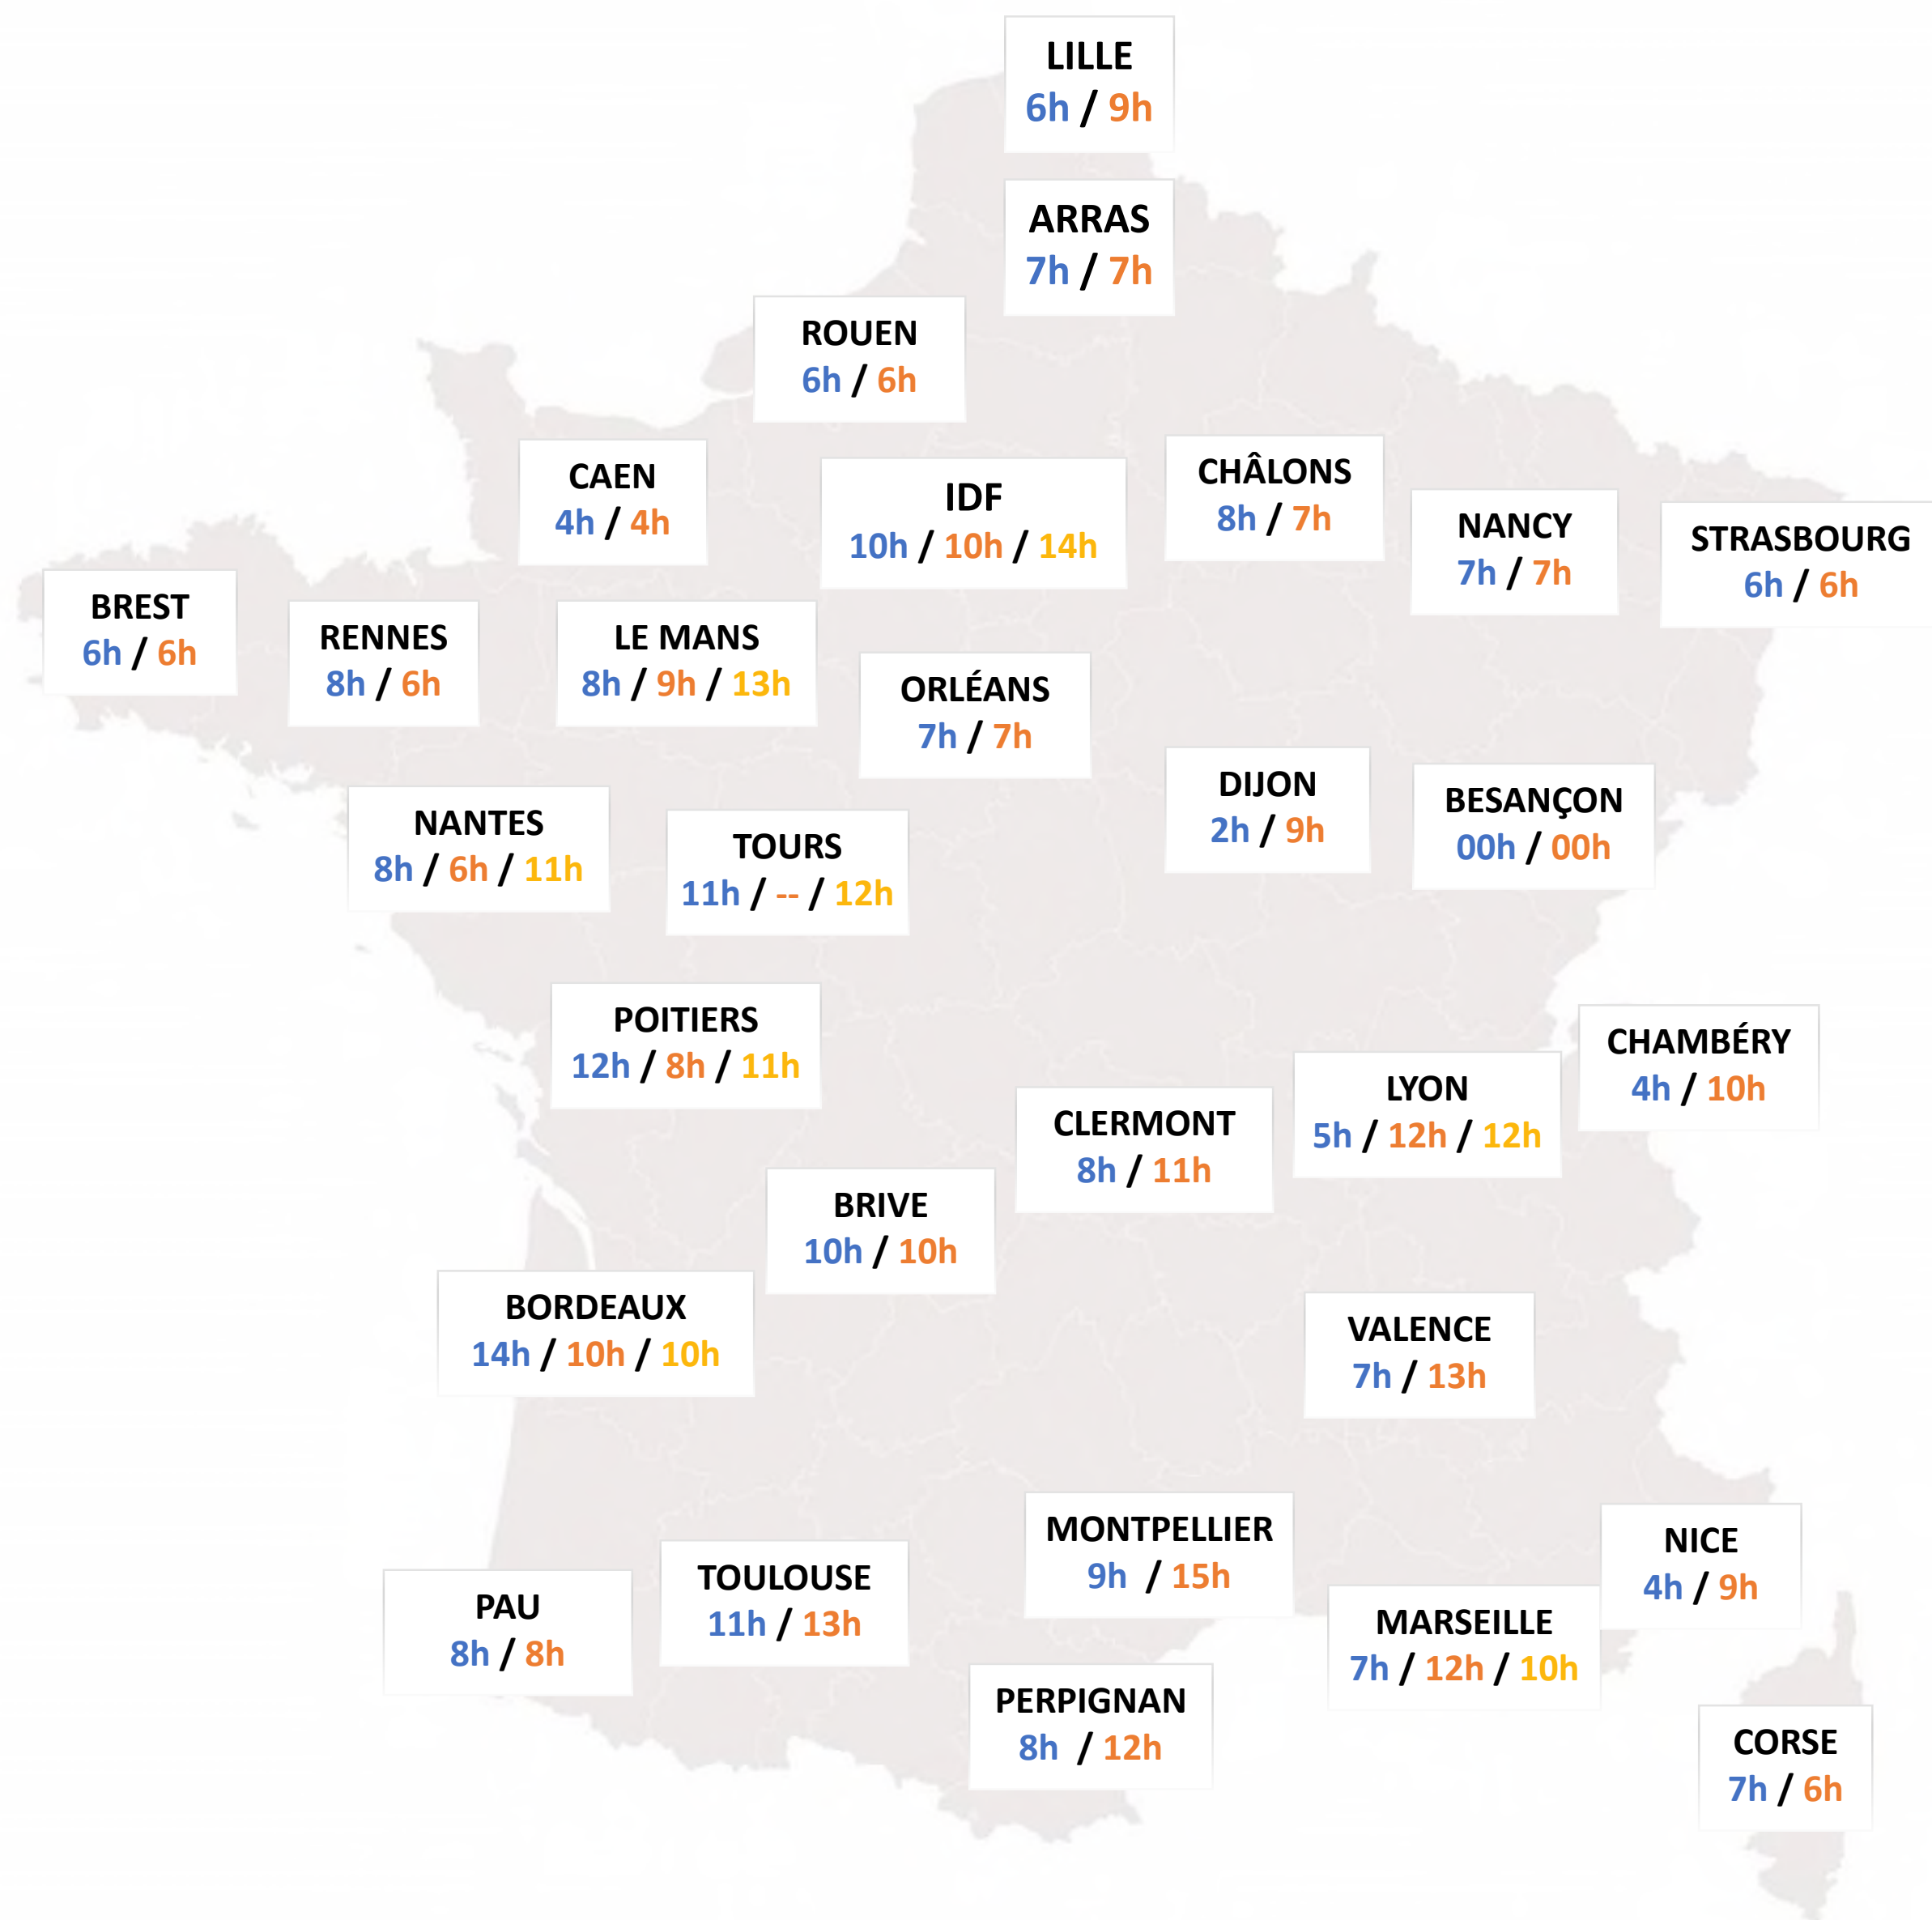 LILLE
6h / 9h
ARRAS
7h / 7h
ROUEN
6h / 6h
CAEN
4h / 4h
IDF
10h / 10h / 14h
CHÂLONS
8h / 7h
NANCY
7h / 7h
STRASBOURG
6h / 6h
BREST
6h / 6h
RENNES
8h / 6h
LE MANS
8h / 9h / 13h
ORLÉANS
7h / 7h
DIJON
2h / 9h
BESANÇON
00h / 00h
NANTES
8h / 6h / 11h
TOURS
11h / -- / 12h
POITIERS
12h / 8h / 11h
CHAMBÉRY
4h / 10h
LYON
5h / 12h / 12h
CLERMONT
8h / 11h
BRIVE
10h / 10h
BORDEAUX
14h / 10h / 10h
VALENCE
7h / 13h
MONTPELLIER
9h / 15h
NICE
4h / 9h
TOULOUSE
11h / 13h
PAU
8h / 8h
MARSEILLE
7h / 12h / 10h
PERPIGNAN
8h / 12h
CORSE
7h / 6h